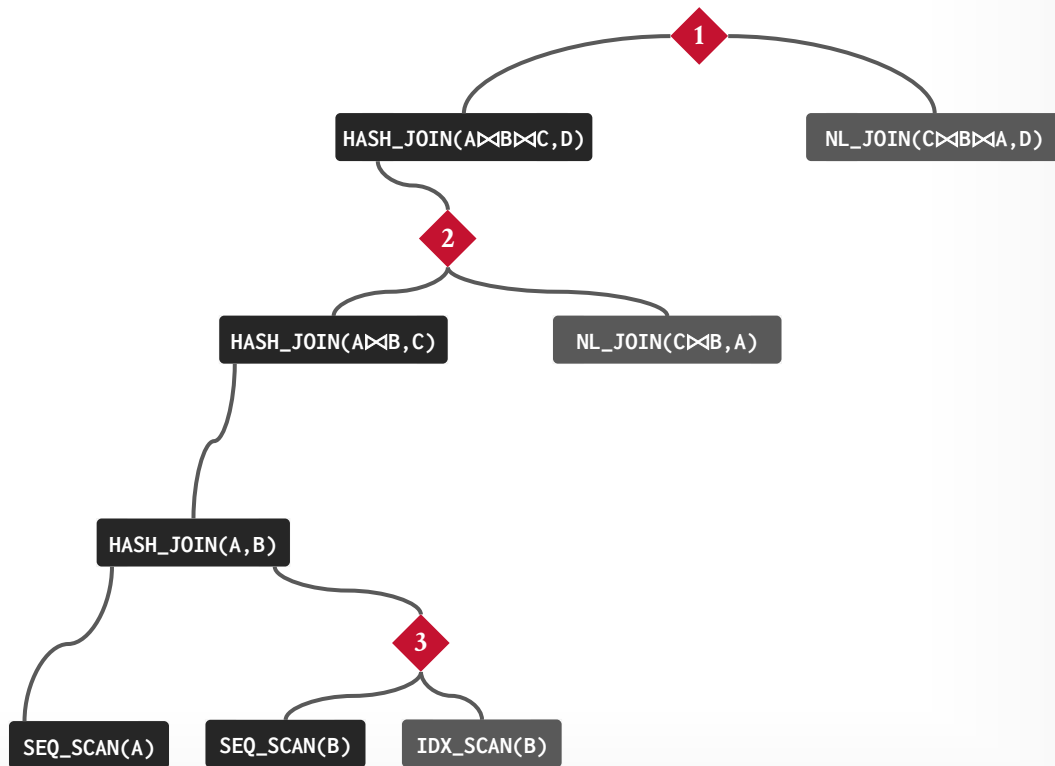 1
HASH_JOIN(A⨝B⨝C,D)
NL_JOIN(C⨝B⨝A,D)
2
HASH_JOIN(A⨝B,C)
NL_JOIN(C⨝B,A)
HASH_JOIN(A,B)
3
SEQ_SCAN(A)
SEQ_SCAN(B)
IDX_SCAN(B)